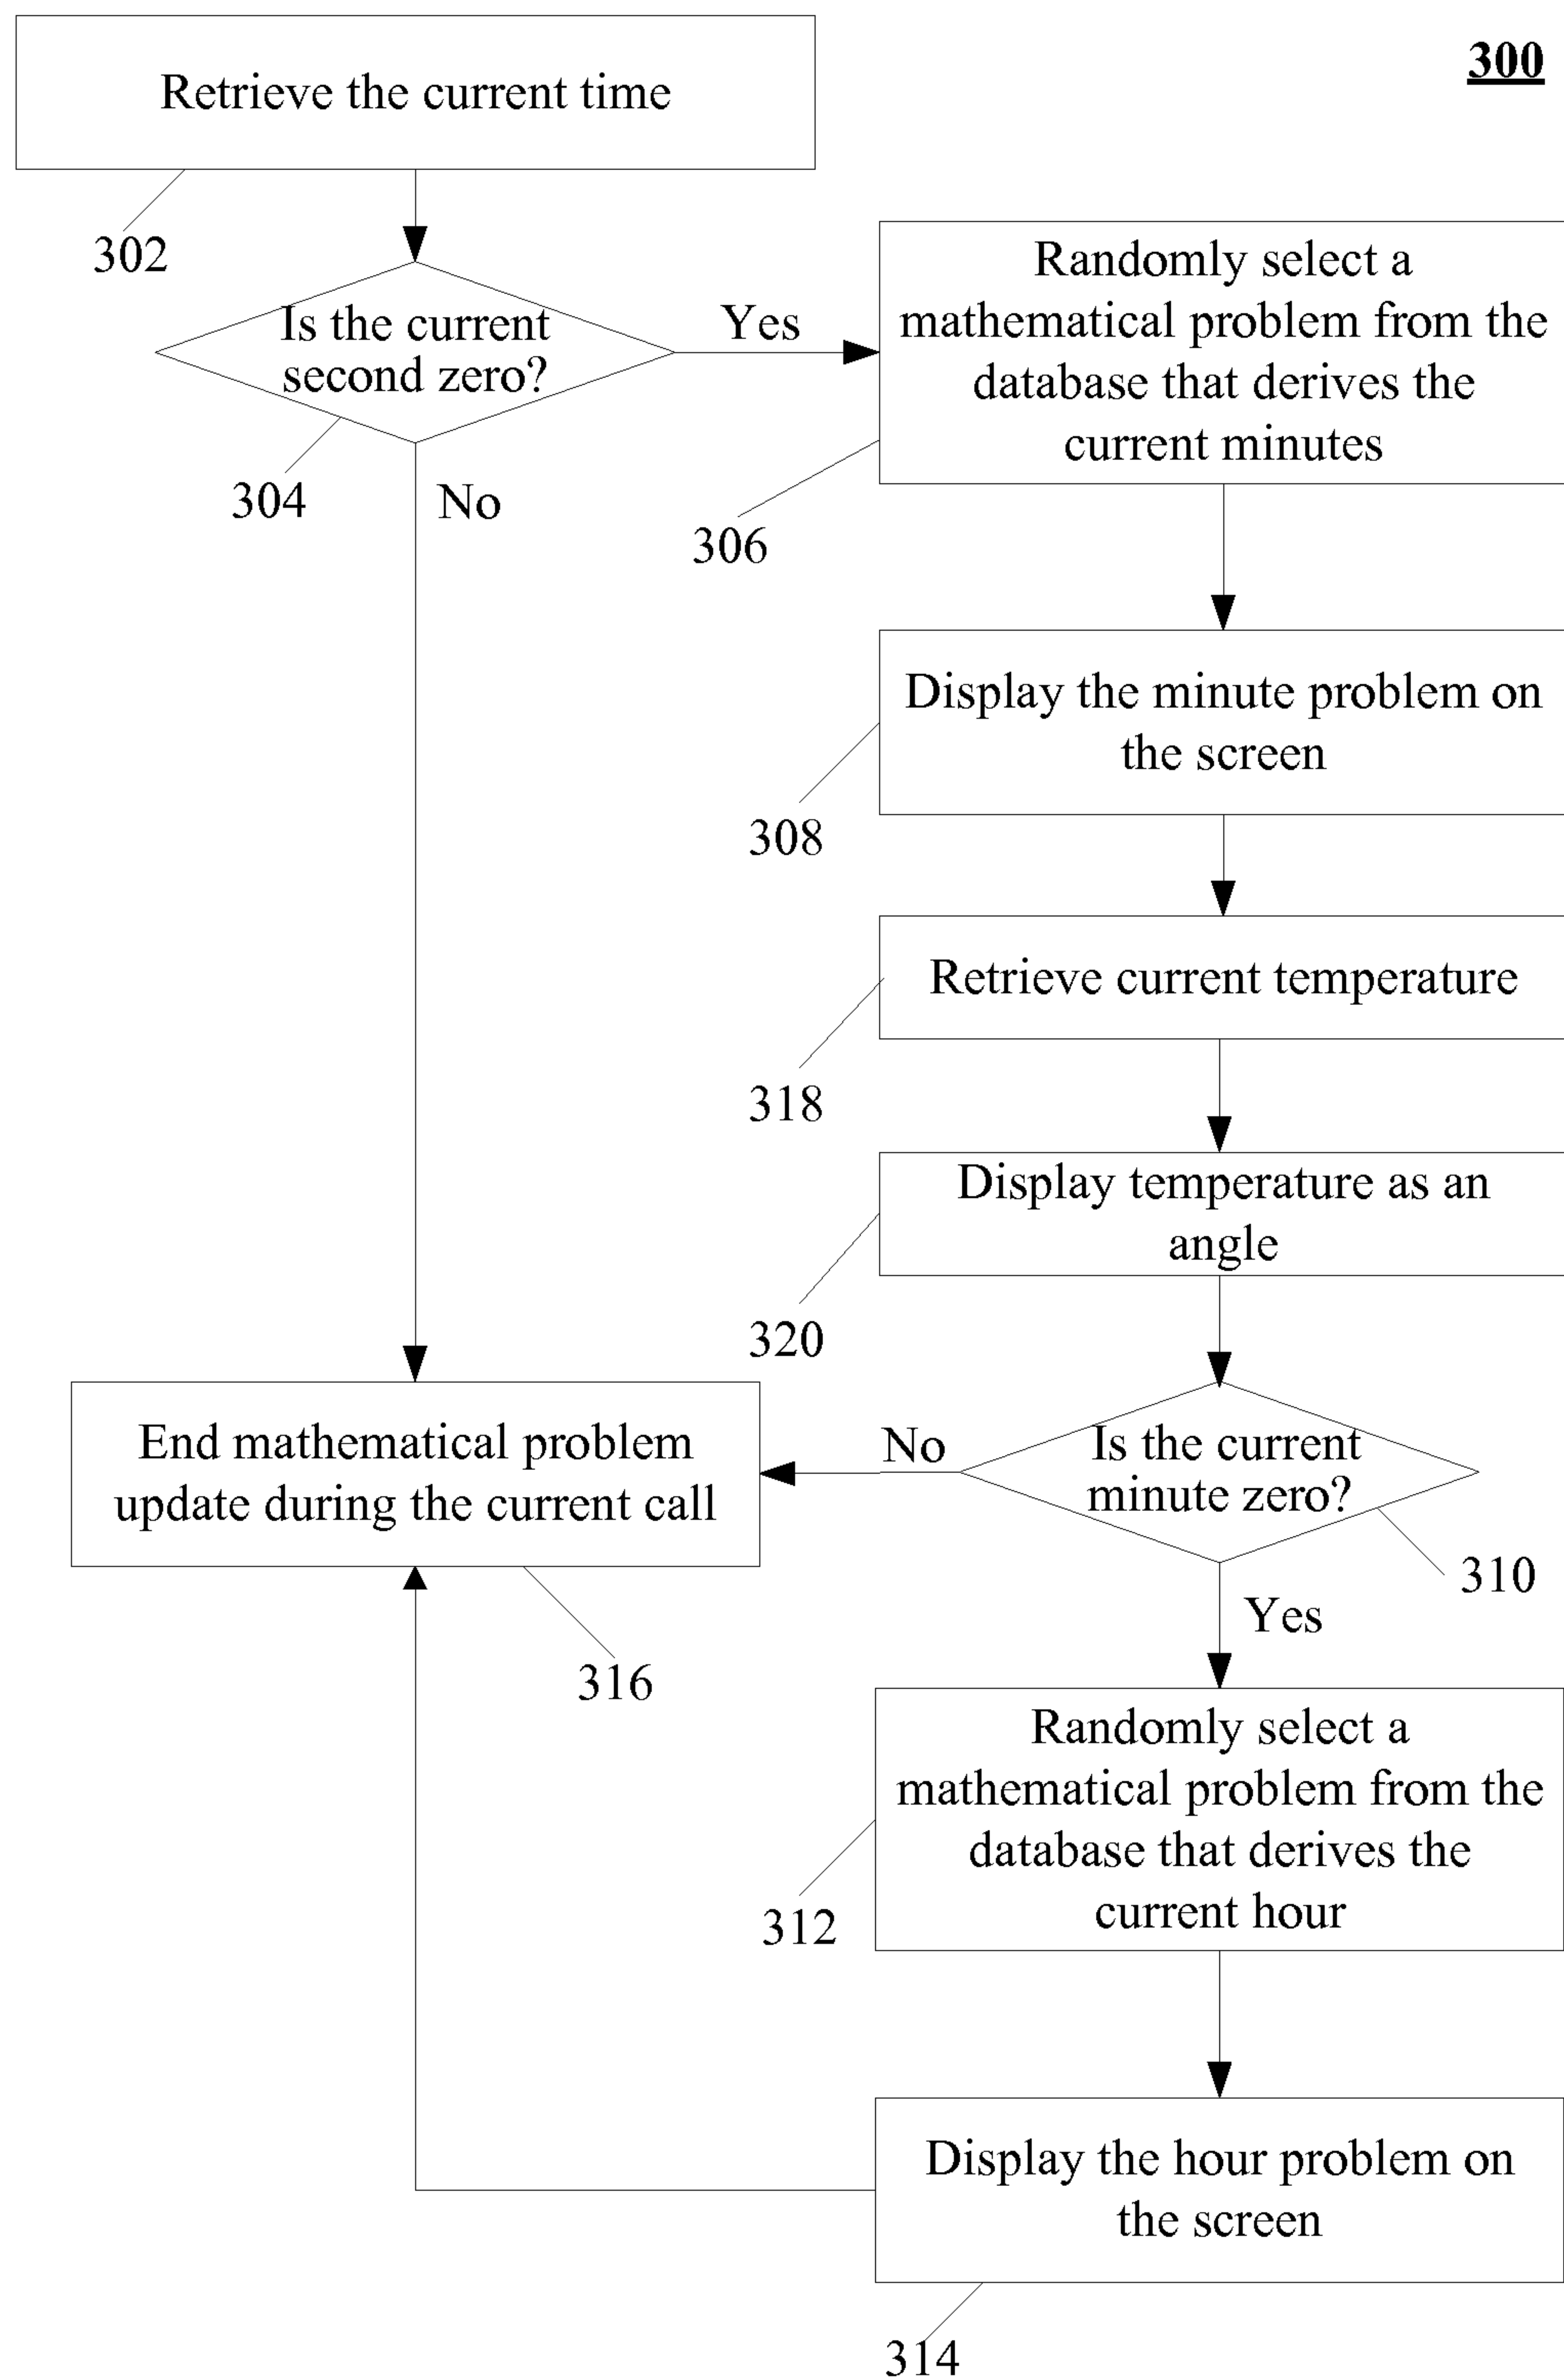 300
Retrieve the current time
302
Is the current
second zero?
304
Yes
No
Randomly select a
mathematical problem from the
database that derives the
current minutes
306
Display the minute problem on
the screen
308
Retrieve current temperature
318
Display temperature as an
angle
320
Is the current
minute zero?
310
No
Yes
End mathematical problem
update during the current call
316
Randomly select a
mathematical problem from the
database that derives the
current hour
312
Display the hour problem on
the screen
314